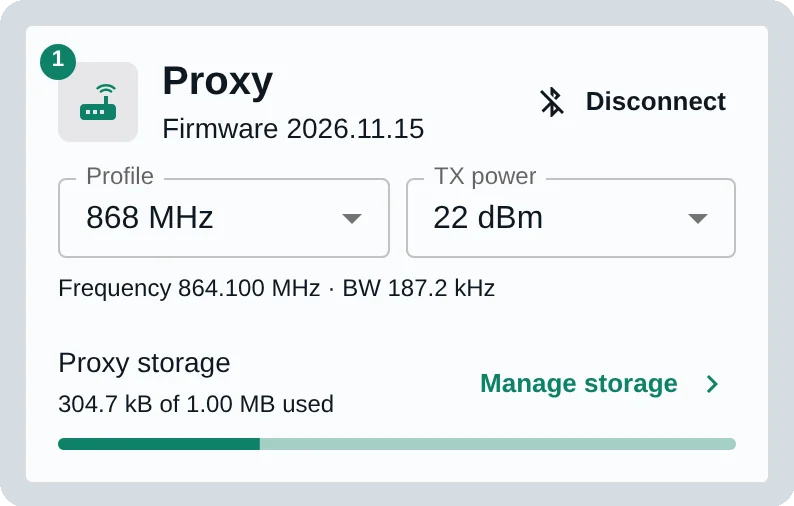 1
Proxy
Firmware 2026.11.15
Disconnect
Profile
868 MHz
TX power
22 dBm
Frequency 864.100 MHz · BW 187.2 kHz
Proxy storage
304.7 kB of 1.00 MB used
Manage storage